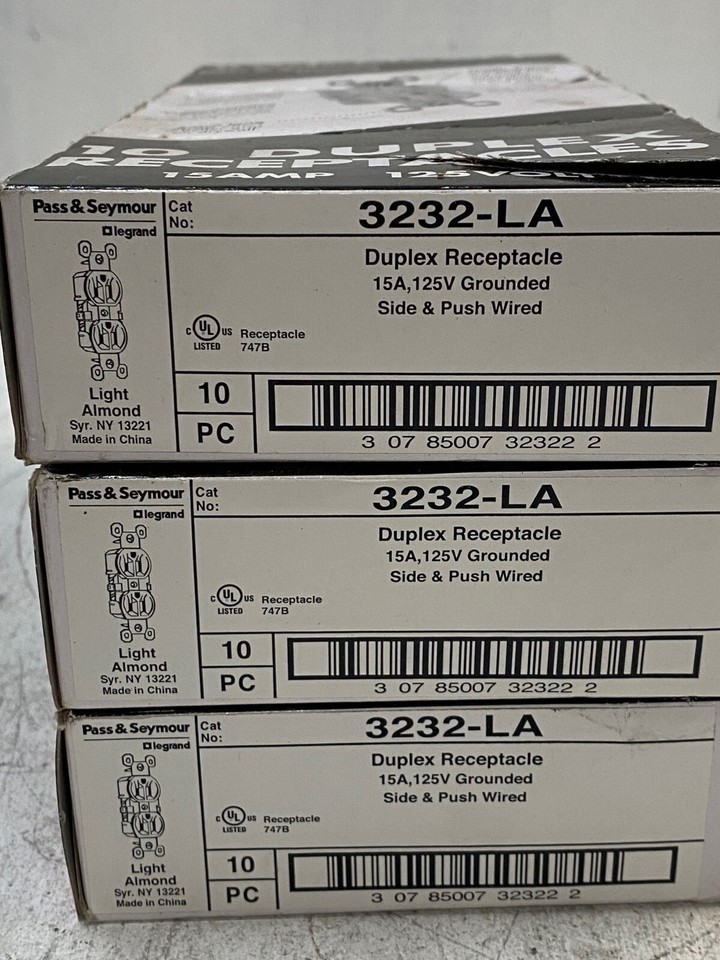 10 DUPLEX
RECEPTACLES
15AMP 125VOLT
Pass & Seymour
legrand
Light
Almond
Syr. NY 13221
Made in China
Cat
No:
3232-LA
Duplex Receptacle
15A,125V Grounded
Side & Push Wired
C UL US
LISTED
Receptacle
747B
10
PC
3 07 85007 32322 2
Pass & Seymour
legrand
Light
Almond
Syr. NY 13221
Made in China
Cat
No:
3232-LA
Duplex Receptacle
15A,125V Grounded
Side & Push Wired
C UL US
LISTED
Receptacle
747B
10
PC
3 07 85007 32322 2
Pass & Seymour
legrand
Light
Almond
Syr. NY 13221
Made in China
Cat
No:
3232-LA
Duplex Receptacle
15A,125V Grounded
Side & Push Wired
C UL US
LISTED
Receptacle
747B
10
PC
3 07 85007 32322 2